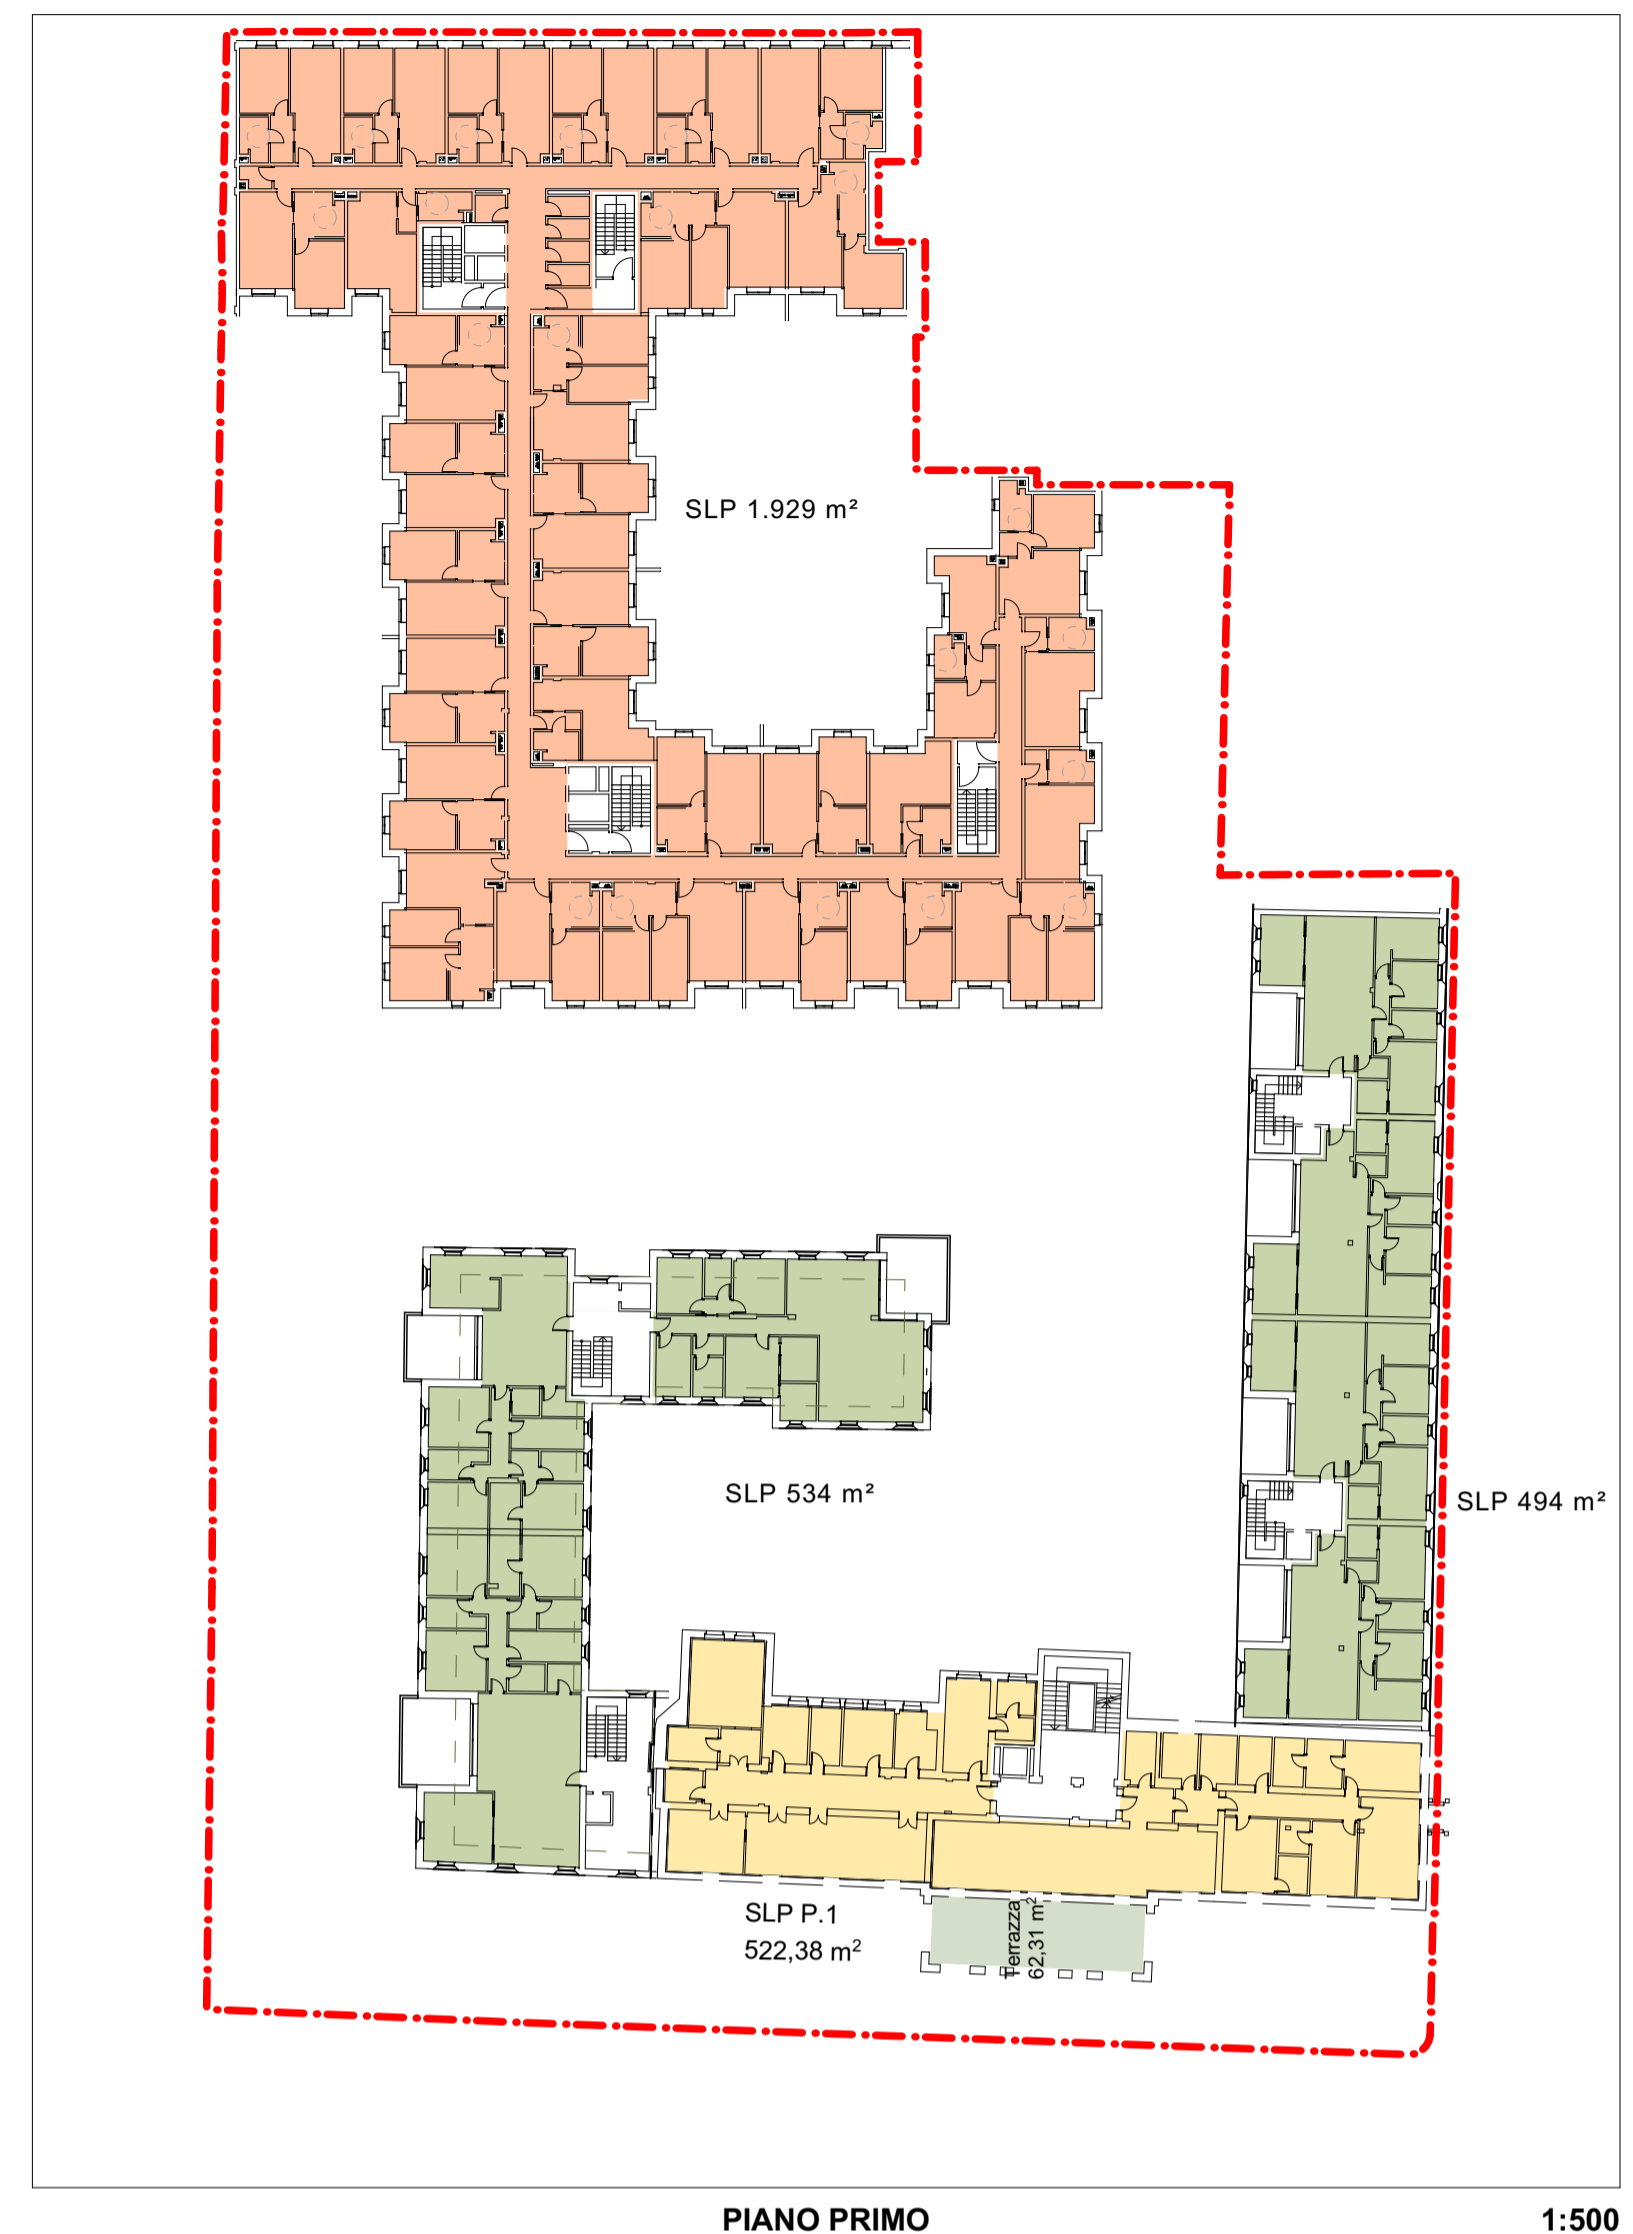 SLP 1.929 m²
SLP 534 m²
SLP 494 m²
SLP P.1
522,38 m²
Terrazza
62,31 m²
PIANO PRIMO
1:500